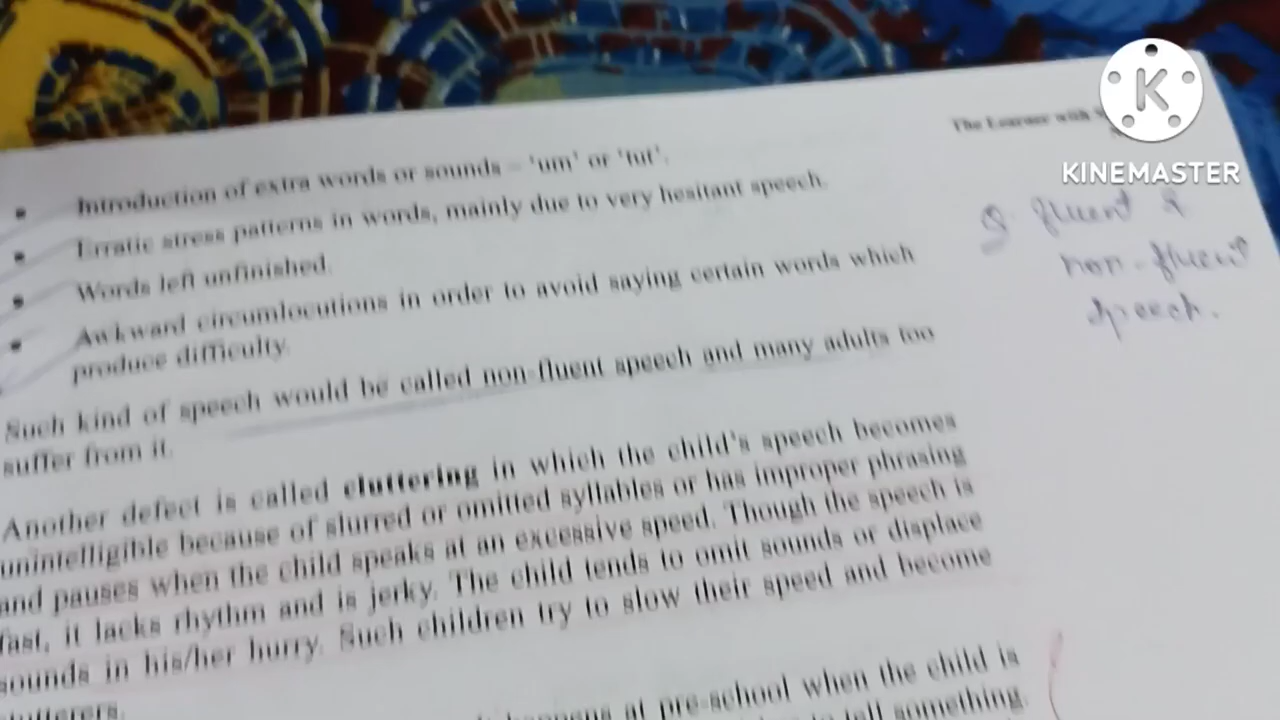 The Learner with
KINEMASTER
Introduction of extra words or sounds – 'um' or 'tut'.
Erratic stress patterns in words, mainly due to very hesitant speech.
Words left unfinished.
Awkward circumlocutions in order to avoid saying certain words which
produce difficulty.
Such kind of speech would be called non-fluent speech and many adults too
suffer from it.
fluent &
non-fluent
speech.
Another defect is called cluttering in which the child's speech becomes
unintelligible because of slurred or omitted syllables or has improper phrasing
and pauses when the child speaks at an excessive speed. Though the speech is
fast, it lacks rhythm and is jerky. The child tends to omit sounds or displace
sounds in his/her hurry. Such children try to slow their speed and become
happens at pre-school when the child is
to tell something.